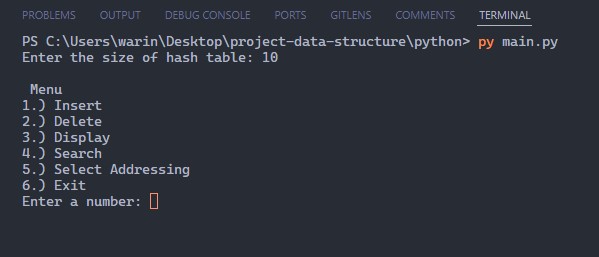 PROBLEMS OUTPUT DEBUG CONSOLE PORTS GITLENS COMMENTS TERMINAL
PS C:\Users\warin\Desktop\project-data-structure\python> py main.py
Enter the size of hash table: 10
Menu
1.) Insert
2.) Delete
3.) Display
4.) Search
5.) Select Addressing
6.) Exit
Enter a number: